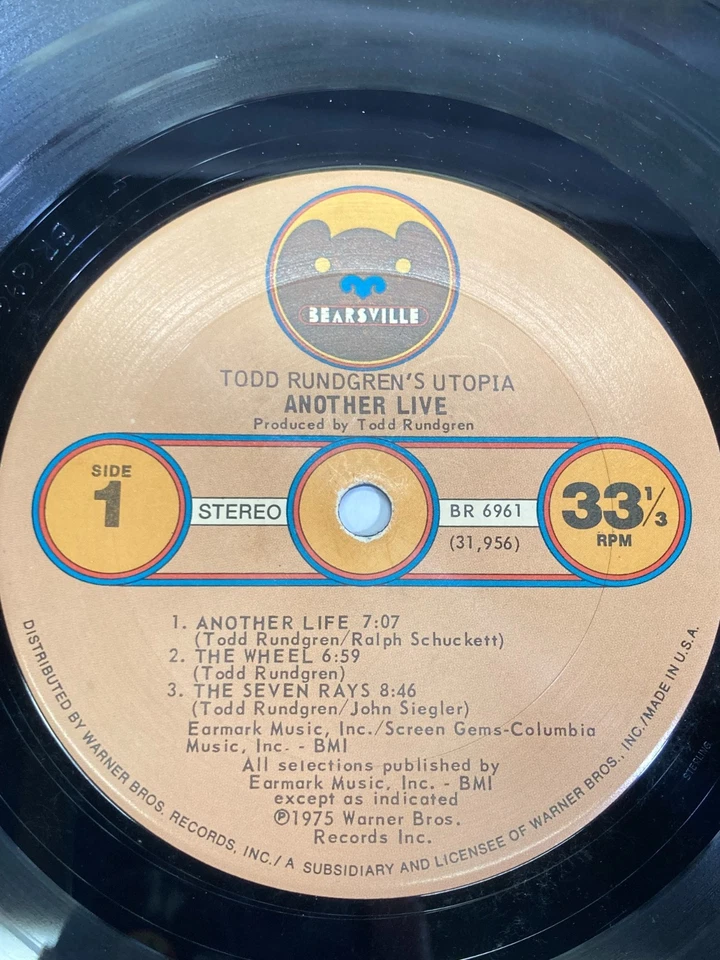 BEARSVILLE
TODD RUNDGREN'S UTOPIA
ANOTHER LIVE
Produced by Todd Rundgren
SIDE
1
STEREO
BR 6961
(31,956)
33 1/3
RPM
1. ANOTHER LIFE 7:07
(Todd Rundgren/Ralph Schuckett)
2. THE WHEEL 6:59
(Todd Rundgren)
3. THE SEVEN RAYS 8:46
(Todd Rundgren/John Siegler)
Earmark Music, Inc./Screen Gems-Columbia
Music, Inc. - BMI
All selections published by
Earmark Music, Inc. - BMI
except as indicated
℗1975 Warner Bros.
Records Inc.
DISTRIBUTED BY WARNER BROS. RECORDS, INC./A SUBSIDIARY AND LICENSEE OF WARNER BROS., INC./MADE IN U.S.A.
STERLING